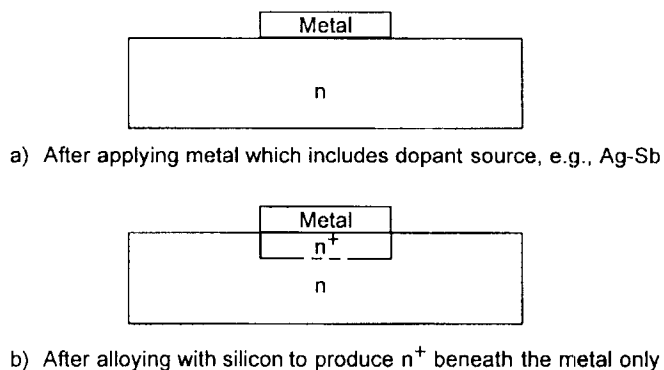 Metal
n
a) After applying metal which includes dopant source, e.g., Ag-Sb
Metal
n+
n
b) After alloying with silicon to produce n+ beneath the metal only